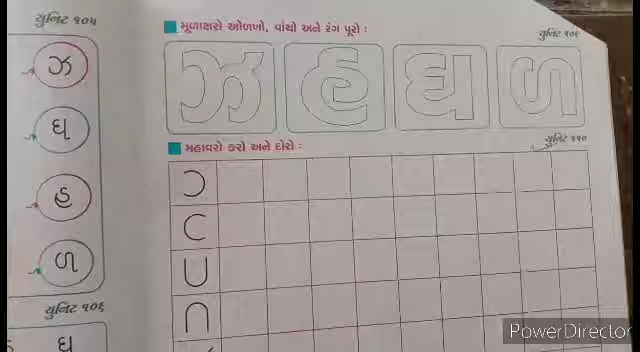 યુનિટ ૧૦૫
ઝ
ઘ
હ
ળ
યુનિટ ૧૦૬
ઘ
મૂળાક્ષરો ઓળખો, વાંચો અને રંગ પૂરો :
યુનિટ ૧૦૯
ઝ હ ઘ ળ
મહાવરો કરો અને દોરો :
યુનિટ ૧૧૦
PowerDirector